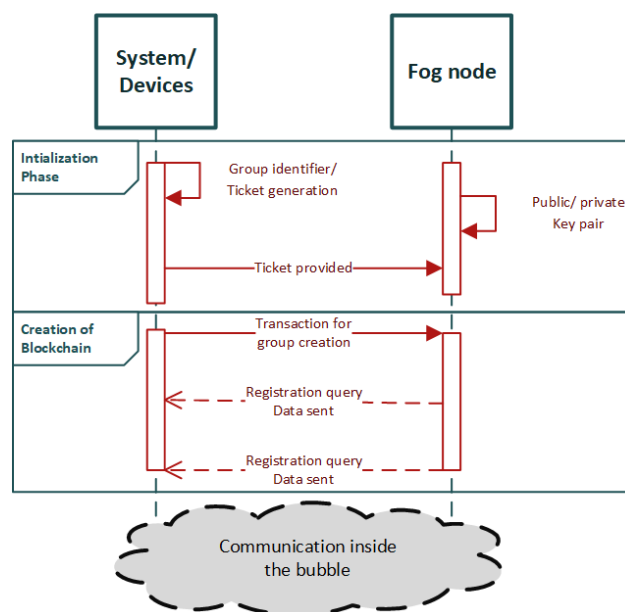 System/
Devices
Fog node
Intialization
Phase
Group identifier/
Ticket generation
Public/ private
Key pair
Ticket provided
Creation of
Blockchain
Transaction for
group creation
Registration query
Data sent
Registration query
Data sent
Communication inside
the bubble